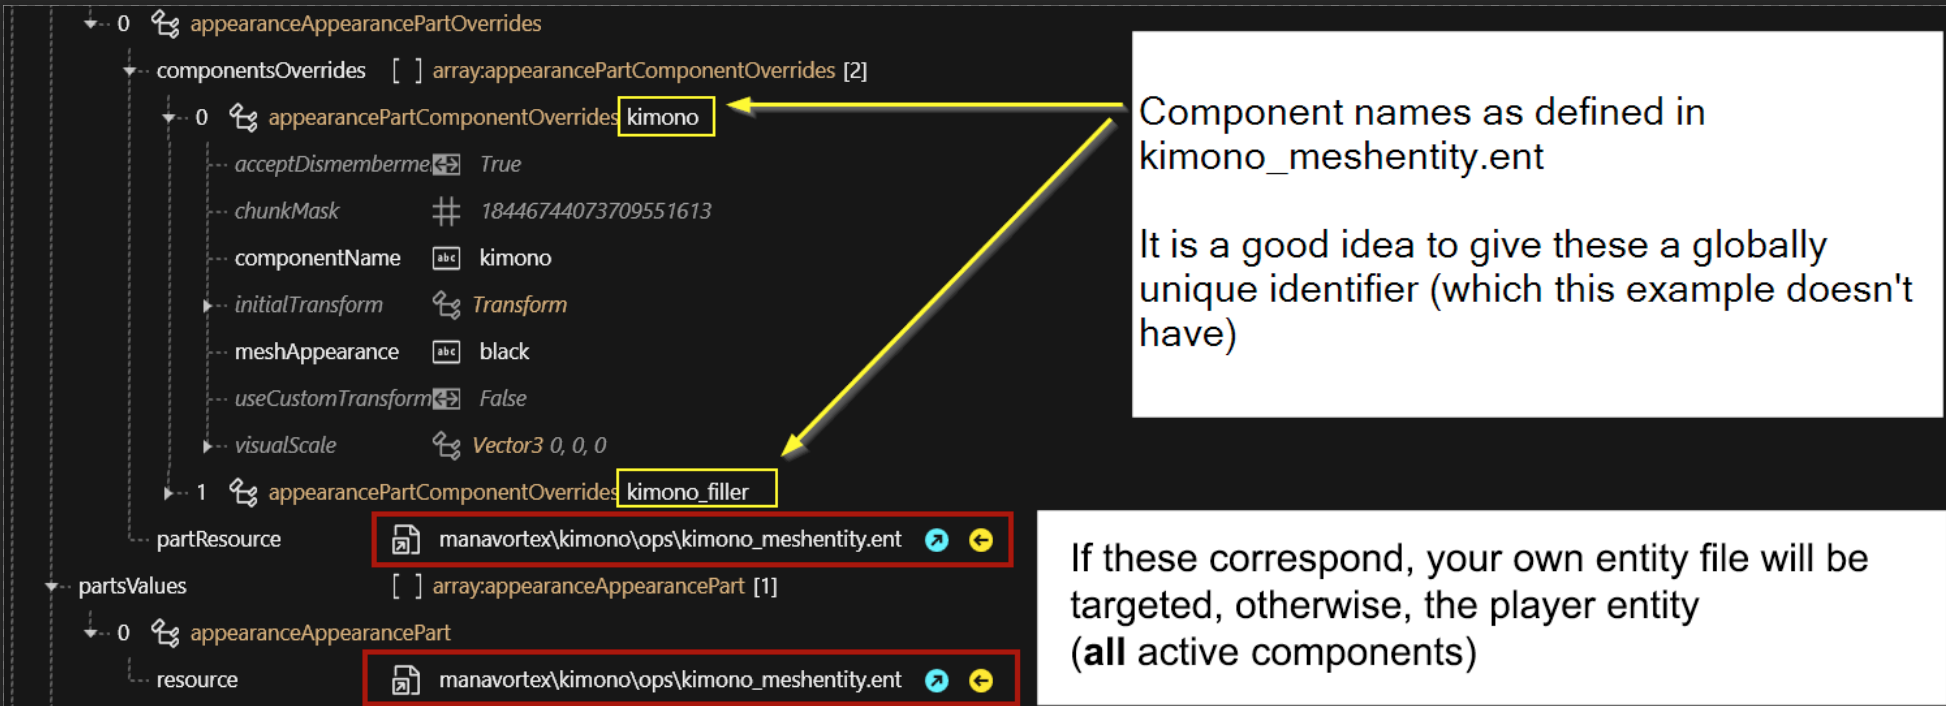 0 appearanceAppearancePartOverrides
componentsOverrides [ ] array:appearancePartComponentOverrides [2]
0 appearancePartComponentOverrides kimono
acceptDismemberme True
chunkMask 18446744073709551613
componentName abc kimono
initialTransform Transform
meshAppearance abc black
useCustomTransform False
visualScale Vector3 0, 0, 0
1 appearancePartComponentOverrides kimono_filler
partResource manavortex\kimono\ops\kimono_meshentity.ent
partsValues [ ] array:appearanceAppearancePart [1]
0 appearanceAppearancePart
resource manavortex\kimono\ops\kimono_meshentity.ent
Component names as defined in
kimono_meshentity.ent
It is a good idea to give these a globally
unique identifier (which this example doesn't
have)
If these correspond, your own entity file will be
targeted, otherwise, the player entity
(all active components)